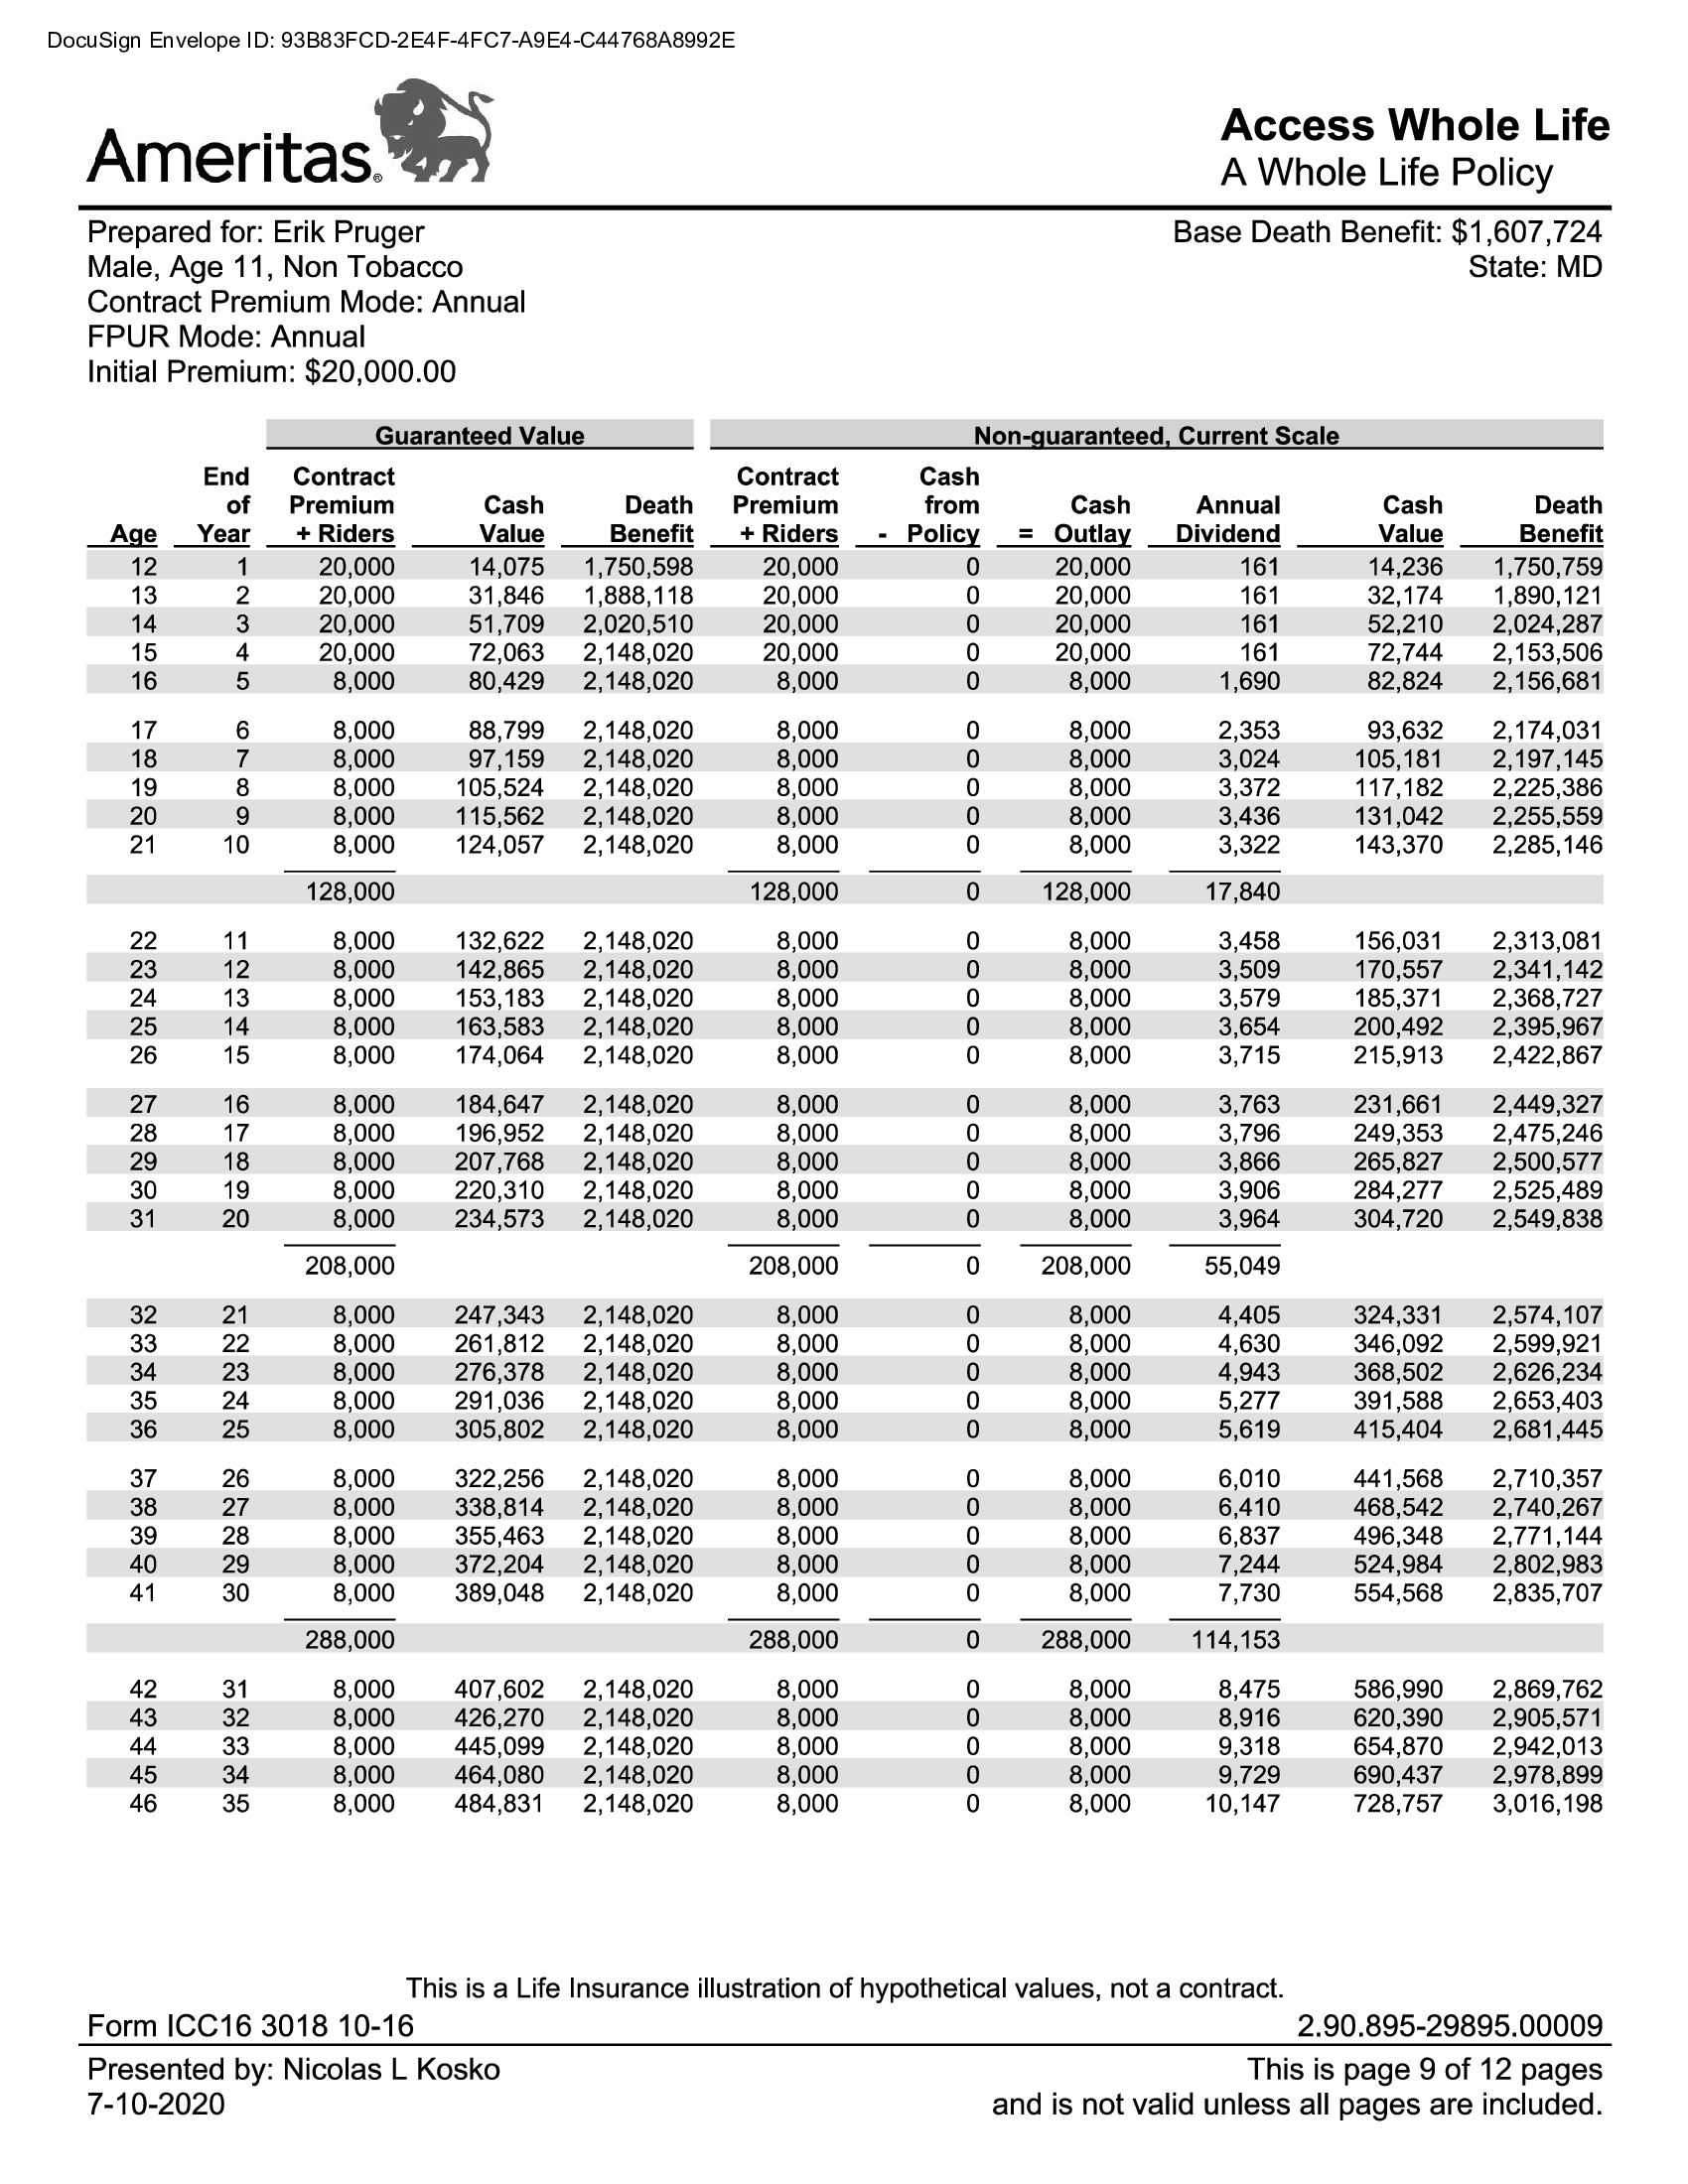 DocuSign Envelope ID: 93B83FCD-2E4F-4FC7-A9E4-C44768A8992E
Ameritas®
Access Whole Life
A Whole Life Policy
Prepared for: Erik Pruger
Base Death Benefit: $1,607,724
Male, Age 11, Non Tobacco
State: MD
Contract Premium Mode: Annual
FPUR Mode: Annual
Initial Premium: $20,000.00
Guaranteed Value Non-guaranteed, Current Scale
End Contract Contract Cash
of Premium Cash Death Premium from Cash Annual Cash Death
Age Year + Riders Value Benefit + Riders - Policy = Outlay Dividend Value Benefit
12 1 20,000 14,075 1,750,598 20,000 0 20,000 161 14,236 1,750,759
13 2 20,000 31,846 1,888,118 20,000 0 20,000 161 32,174 1,890,121
14 3 20,000 51,709 2,020,510 20,000 0 20,000 161 52,210 2,024,287
15 4 20,000 72,063 2,148,020 20,000 0 20,000 161 72,744 2,153,506
16 5 8,000 80,429 2,148,020 8,000 0 8,000 1,690 82,824 2,156,681
17 6 8,000 88,799 2,148,020 8,000 0 8,000 2,353 93,632 2,174,031
18 7 8,000 97,159 2,148,020 8,000 0 8,000 3,024 105,181 2,197,145
19 8 8,000 105,524 2,148,020 8,000 0 8,000 3,372 117,182 2,225,386
20 9 8,000 115,562 2,148,020 8,000 0 8,000 3,436 131,042 2,255,559
21 10 8,000 124,057 2,148,020 8,000 0 8,000 3,322 143,370 2,285,146
128,000 128,000 0 128,000 17,840
22 11 8,000 132,622 2,148,020 8,000 0 8,000 3,458 156,031 2,313,081
23 12 8,000 142,865 2,148,020 8,000 0 8,000 3,509 170,557 2,341,142
24 13 8,000 153,183 2,148,020 8,000 0 8,000 3,579 185,371 2,368,727
25 14 8,000 163,583 2,148,020 8,000 0 8,000 3,654 200,492 2,395,967
26 15 8,000 174,064 2,148,020 8,000 0 8,000 3,715 215,913 2,422,867
27 16 8,000 184,647 2,148,020 8,000 0 8,000 3,763 231,661 2,449,327
28 17 8,000 196,952 2,148,020 8,000 0 8,000 3,796 249,353 2,475,246
29 18 8,000 207,768 2,148,020 8,000 0 8,000 3,866 265,827 2,500,577
30 19 8,000 220,310 2,148,020 8,000 0 8,000 3,906 284,277 2,525,489
31 20 8,000 234,573 2,148,020 8,000 0 8,000 3,964 304,720 2,549,838
208,000 208,000 0 208,000 55,049
32 21 8,000 247,343 2,148,020 8,000 0 8,000 4,405 324,331 2,574,107
33 22 8,000 261,812 2,148,020 8,000 0 8,000 4,630 346,092 2,599,921
34 23 8,000 276,378 2,148,020 8,000 0 8,000 4,943 368,502 2,626,234
35 24 8,000 291,036 2,148,020 8,000 0 8,000 5,277 391,588 2,653,403
36 25 8,000 305,802 2,148,020 8,000 0 8,000 5,619 415,404 2,681,445
37 26 8,000 322,256 2,148,020 8,000 0 8,000 6,010 441,568 2,710,357
38 27 8,000 338,814 2,148,020 8,000 0 8,000 6,410 468,542 2,740,267
39 28 8,000 355,463 2,148,020 8,000 0 8,000 6,837 496,348 2,771,144
40 29 8,000 372,204 2,148,020 8,000 0 8,000 7,244 524,984 2,802,983
41 30 8,000 389,048 2,148,020 8,000 0 8,000 7,730 554,568 2,835,707
288,000 288,000 0 288,000 114,153
42 31 8,000 407,602 2,148,020 8,000 0 8,000 8,475 586,990 2,869,762
43 32 8,000 426,270 2,148,020 8,000 0 8,000 8,916 620,390 2,905,571
44 33 8,000 445,099 2,148,020 8,000 0 8,000 9,318 654,870 2,942,013
45 34 8,000 464,080 2,148,020 8,000 0 8,000 9,729 690,437 2,978,899
46 35 8,000 484,831 2,148,020 8,000 0 8,000 10,147 728,757 3,016,198
This is a Life Insurance illustration of hypothetical values, not a contract.
Form ICC16 3018 10-16 2.90.895-29895.00009
Presented by: Nicolas L Kosko This is page 9 of 12 pages
7-10-2020 and is not valid unless all pages are included.